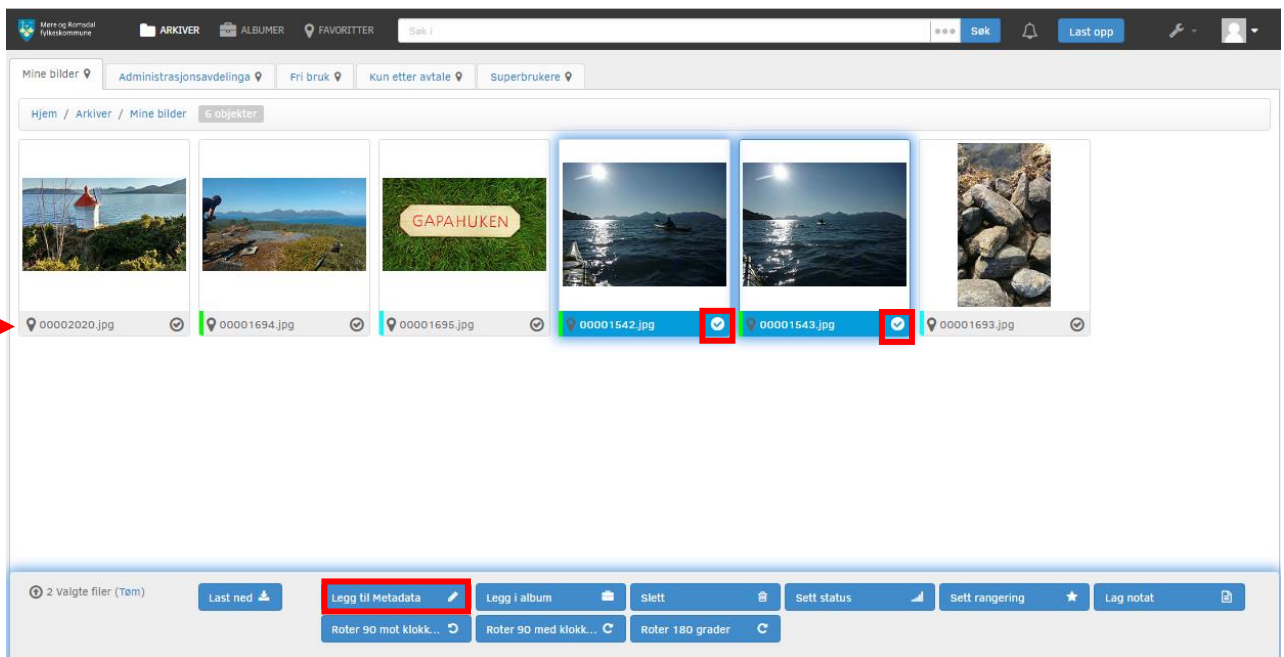 Møre og Romsdal
fylkeskommune
ARKIVER ALBUMER FAVORITTER Søk i Søk Last opp
Mine bilder Administrasjonsavdelinga Fri bruk Kun etter avtale Superbrukere
Hjem / Arkiver / Mine bilder 6 objekter
GAPAHUKEN
00002020.jpg 00001694.jpg 00001695.jpg 00001542.jpg 00001543.jpg 00001693.jpg
2 Valgte filer (Tøm) Last ned Legg til Metadata Legg i album Slett Sett status Sett rangering Lag notat
Roter 90 mot klokk... Roter 90 med klokk... Roter 180 grader